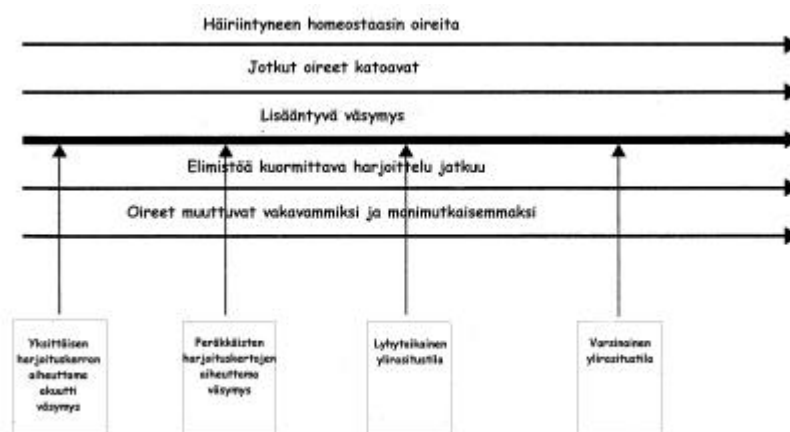 Häiriintyneen homeostaasin oireita
Jotkut oireet katoavat
Lisääntyvä väsymys
Elimistöä kuormittava harjoittelu jatkuu
Oireet muuttuvat vakavammiksi ja monimutkaisemmaksi
Yksittäisen
harjoituskerran
aiheuttama
akuutti
väsymys
Peräkkäisten
harjoituskertojen
aiheuttama
väsymys
Lyhytaikainen
ylirasitustila
Varsinainen
ylirasitustila